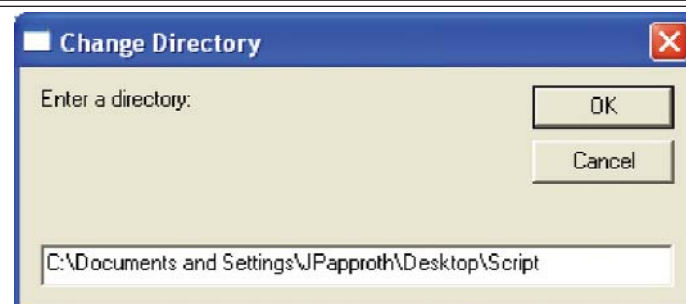 Change Directory
Enter a directory:
OK
Cancel
C:\Documents and Settings\JPapproth\Desktop\Script